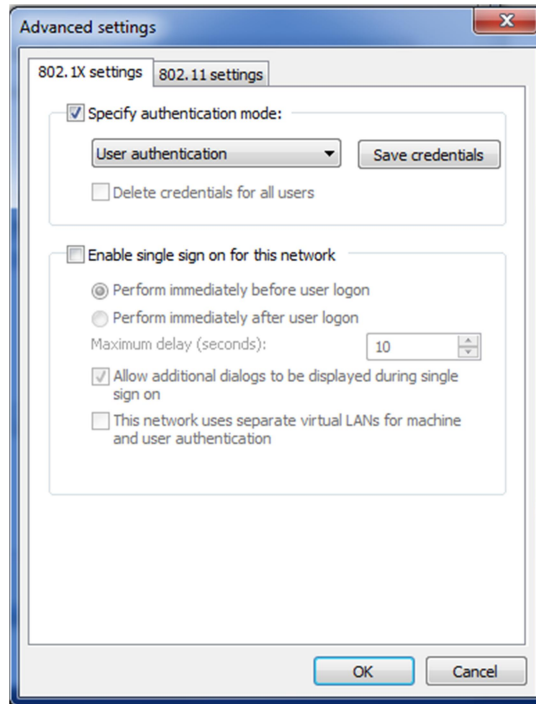 Advanced settings
802.1X settings
802.11 settings
Specify authentication mode:
User authentication
Save credentials
Delete credentials for all users
Enable single sign on for this network
Perform immediately before user logon
Perform immediately after user logon
Maximum delay (seconds):
10
Allow additional dialogs to be displayed during single
sign on
This network uses separate virtual LANs for machine
and user authentication
OK
Cancel